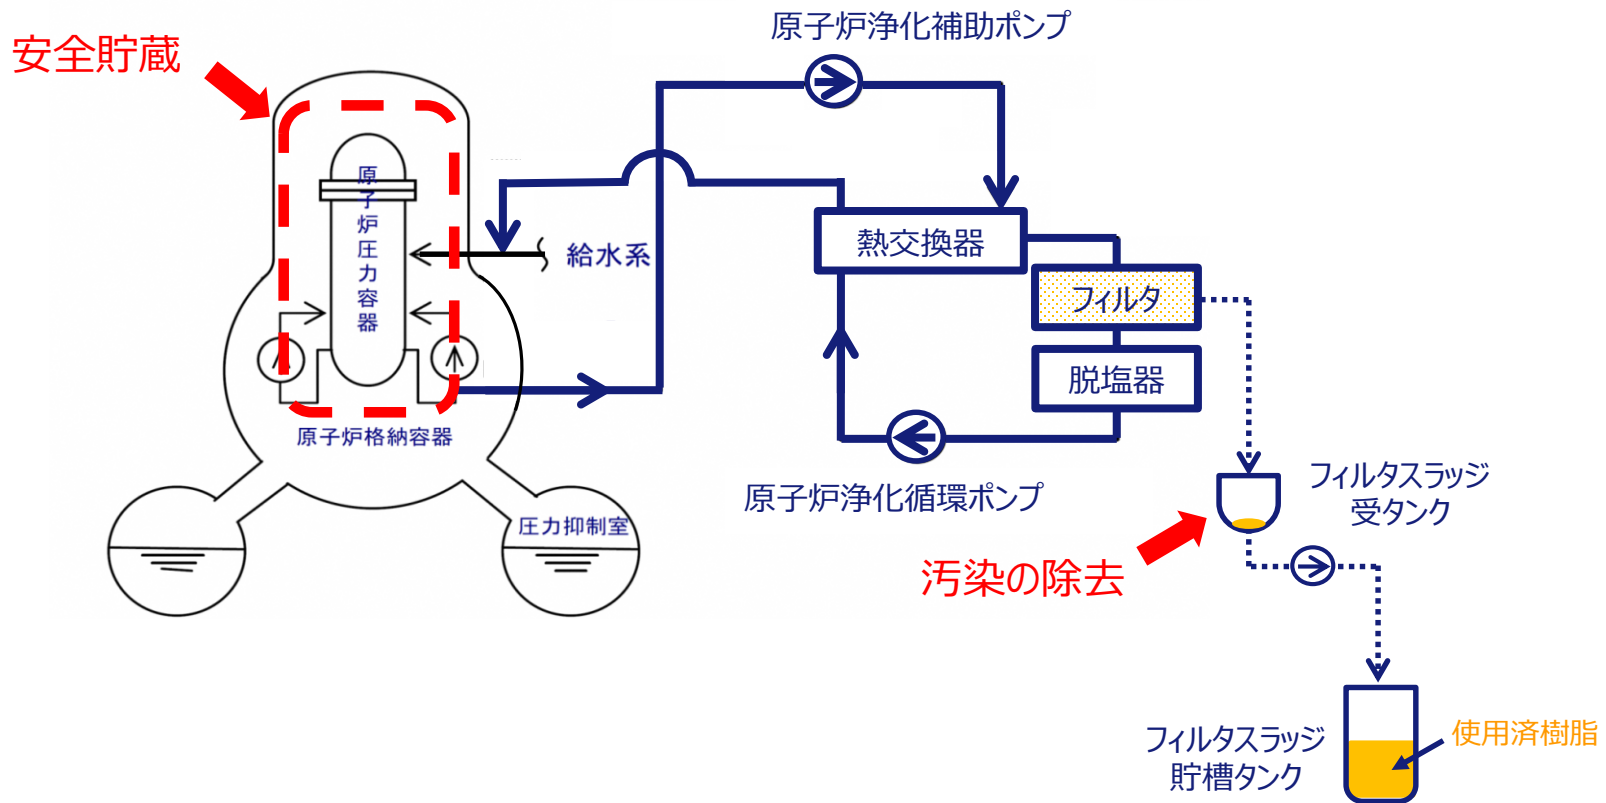 原子炉浄化補助ポンプ
安全貯蔵
原子炉圧力容器
給水系
熱交換器
フィルタ
脱塩器
原子炉格納容器
原子炉浄化循環ポンプ
フィルタスラッジ
受タンク
圧力抑制室
汚染の除去
フィルタスラッジ
貯槽タンク
使用済樹脂